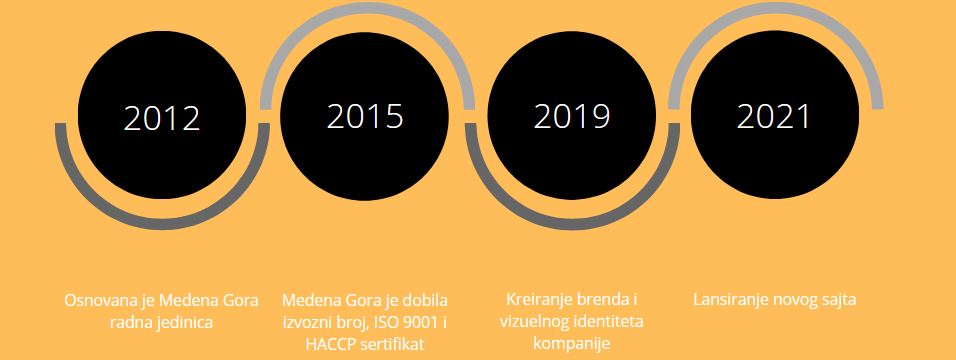 2012
2015
2019
2021
Osnovana je Medena Gora
radna jedinica
Medena Gora je dobila
izvozni broj, ISO 9001 i
HACCP sertifikat
Kreiranje brenda i
vizuelnog identiteta
kompanije
Lansiranje novog sajta